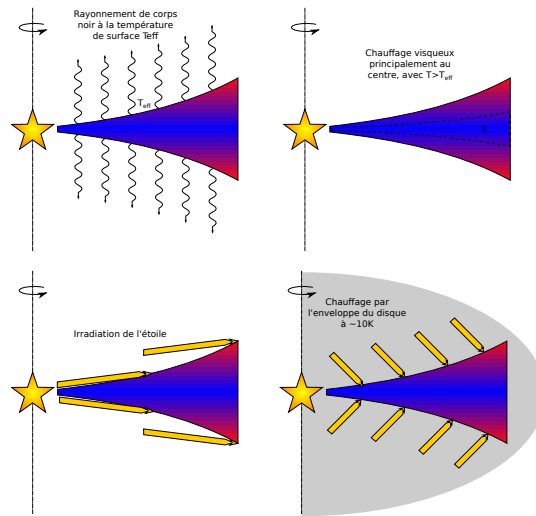 Rayonnement de corps
noir à la température
de surface Teff
Teff
Chauffage visqueux
principalement au
centre, avec T>Teff
T
Irradiation de l'étoile
Chauffage par
l'enveloppe du disque
à ~10K